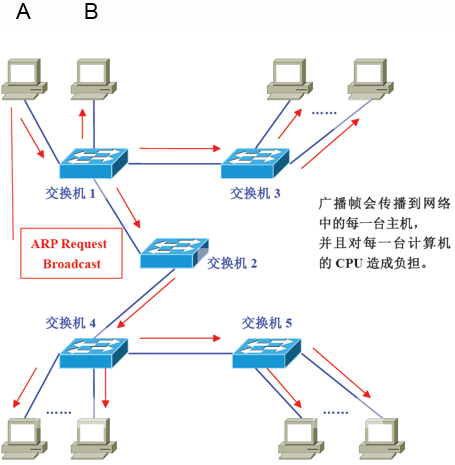 A B
……
交换机 1
交换机 3
广播帧会传播到网络
中的每一台主机，
并且对每一台计算机
的 CPU 造成负担。
ARP Request
Broadcast
交换机 2
交换机 4
交换机 5
……
……